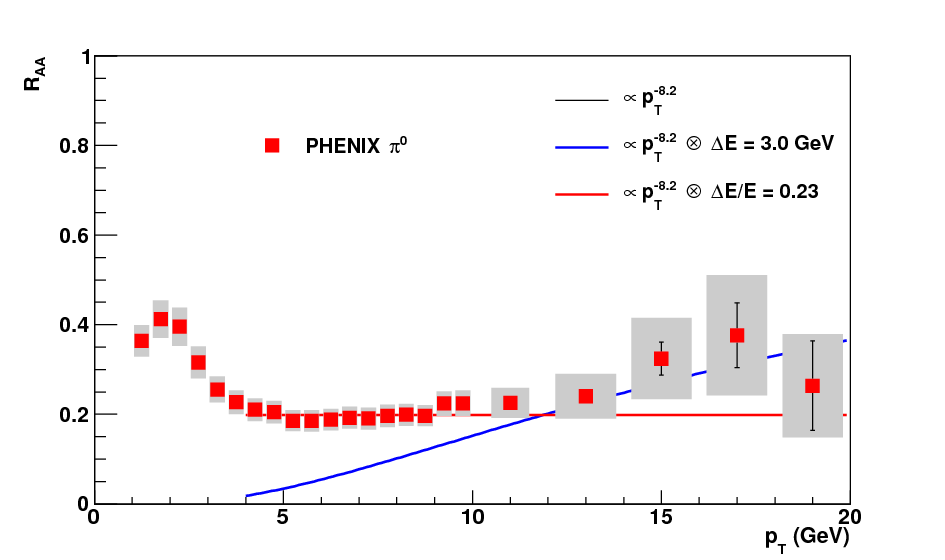 R_AA
1
0.8
0.6
0.4
0.2
0
PHENIX π⁰
∝ p_T^-8.2
∝ p_T^-8.2 ⊗ ΔE = 3.0 GeV
∝ p_T^-8.2 ⊗ ΔE/E = 0.23
0 5 10 15 20
p_T (GeV)